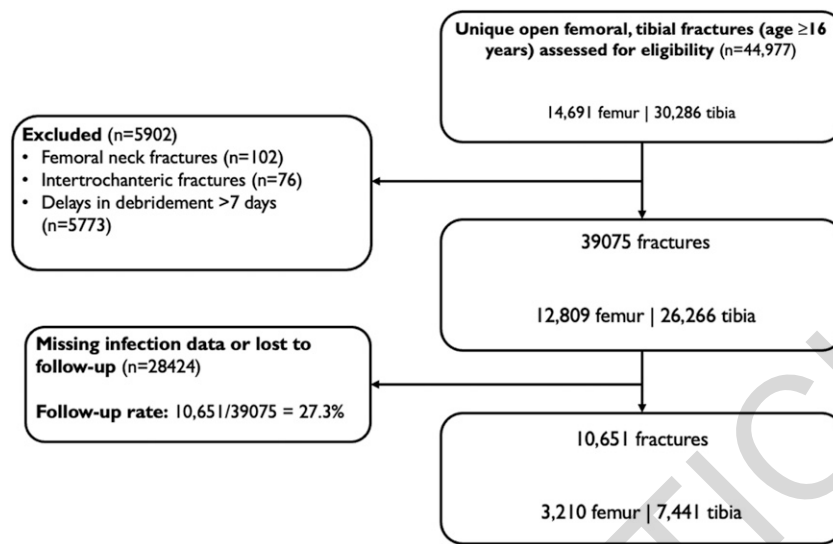 Unique open femoral, tibial fractures (age ≥16
years) assessed for eligibility (n=44,977)
14,691 femur | 30,286 tibia
Excluded (n=5902)
• Femoral neck fractures (n=102)
• Intertrochanteric fractures (n=76)
• Delays in debridement >7 days
(n=5773)
39075 fractures
12,809 femur | 26,266 tibia
Missing infection data or lost to
follow-up (n=28424)
Follow-up rate: 10,651/39075 = 27.3%
10,651 fractures
3,210 femur | 7,441 tibia